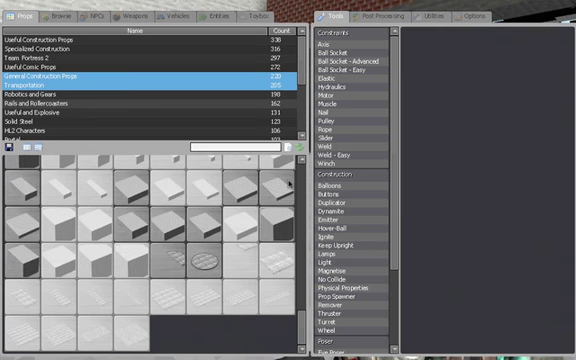 Props
Browse
NPCs
Weapons
Vehicles
Entities
Toybox
Tools
Post Processing
Utilities
Options
Name
Count
Useful Construction Props 338
Specialized Construction 316
Team Fortress 2 297
Useful Comic Props 272
General Construction Props 220
Transportation 205
Robotics and Gears 198
Rails and Rollercoasters 162
Useful and Explosive 131
Solid Steel 123
HL2 Characters 106
Portal 103
Constraints
Axis
Ball Socket
Ball Socket - Advanced
Ball Socket - Easy
Elastic
Hydraulics
Motor
Muscle
Nail
Pulley
Rope
Slider
Weld
Weld - Easy
Winch
Construction
Balloons
Buttons
Duplicator
Dynamite
Emitter
Hover-Ball
Ignite
Keep Upright
Lamps
Light
Magnetise
No Collide
Physical Properties
Prop Spawner
Remover
Thruster
Turret
Wheel
Poser
Eye Poser